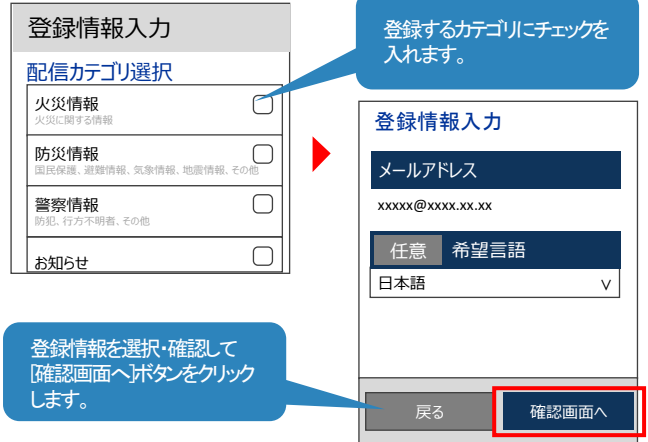 登録情報入力
配信カテゴリ選択
火災情報
火災に関する情報
防災情報
国民保護、避難情報、気象情報、地震情報、その他
警察情報
防犯、行方不明者、その他
お知らせ
登録するカテゴリにチェックを
入れます。
登録情報入力
メールアドレス
xxxxx@xxxx.xx.xx
任意 希望言語
日本語 ∨
登録情報を選択・確認して
[確認画面へ]ボタンをクリック
します。
戻る 確認画面へ